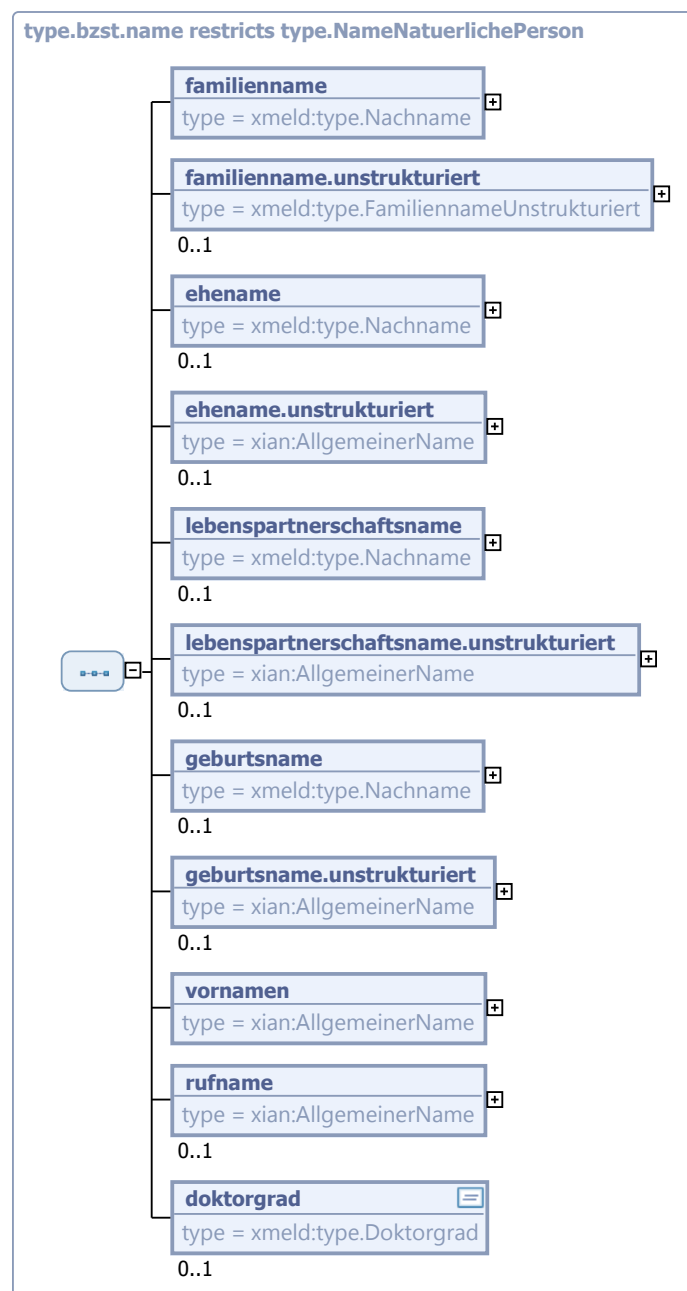 type.bzst.name restricts type.NameNatuerlichePerson
familienname
type = xmeld:type.Nachname
familienname.unstrukturiert
type = xmeld:type.FamiliennameUnstrukturiert
0..1
ehename
type = xmeld:type.Nachname
0..1
ehename.unstrukturiert
type = xian:AllgemeinerName
0..1
lebenspartnerschaftsname
type = xmeld:type.Nachname
0..1
lebenspartnerschaftsname.unstrukturiert
type = xian:AllgemeinerName
0..1
geburtsname
type = xmeld:type.Nachname
0..1
geburtsname.unstrukturiert
type = xian:AllgemeinerName
0..1
vornamen
type = xian:AllgemeinerName
rufname
type = xian:AllgemeinerName
0..1
doktorgrad
type = xmeld:type.Doktorgrad
0..1